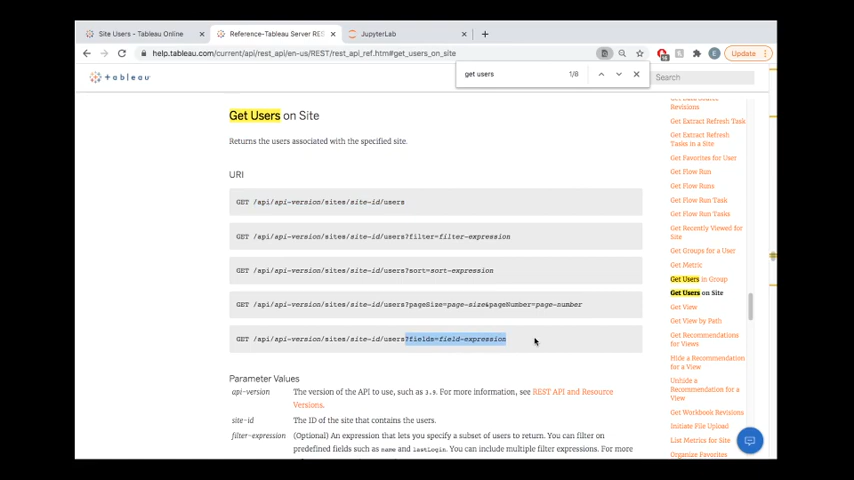 Site Users - Tableau Online
Reference-Tableau Server RES
JupyterLab
help.tableau.com/current/api/rest_api/en-us/REST/rest_api_ref.htm#get_users_on_site
Update
get users
1/8
+ableau
Search
Get Users on Site
Returns the users associated with the specified site.
URI
GET /api/api-version/sites/site-id/users
GET /api/api-version/sites/site-id/users?filter=filter-expression
GET /api/api-version/sites/site-id/users?sort=sort-expression
GET /api/api-version/sites/site-id/users?pageSize=page-size&pageNumber=page-number
GET /api/api-version/sites/site-id/users?fields=field-expression
Parameter Values
api-version The version of the API to use, such as 3.9. For more information, see REST API and Resource
Versions.
site-id The ID of the site that contains the users.
filter-expression (Optional) An expression that lets you specify a subset of users to return. You can filter on
predefined fields such as name and lastLogin. You can include multiple filter expressions. For more
Revisions
Get Extract Refresh Task
Get Extract Refresh
Tasks in a Site
Get Favorites for User
Get Flow Run
Get Flow Runs
Get Flow Run Task
Get Flow Run Tasks
Get Recently Viewed for
Site
Get Groups for a User
Get Metric
Get Users in Group
Get Users on Site
Get View
Get View by Path
Get Recommendations
for Views
Hide a Recommendation
for a View
Unhide a
Recommendation for a
View
Get Workbook Revisions
Initiate File Upload
List Metrics for Site
Organize Favorites